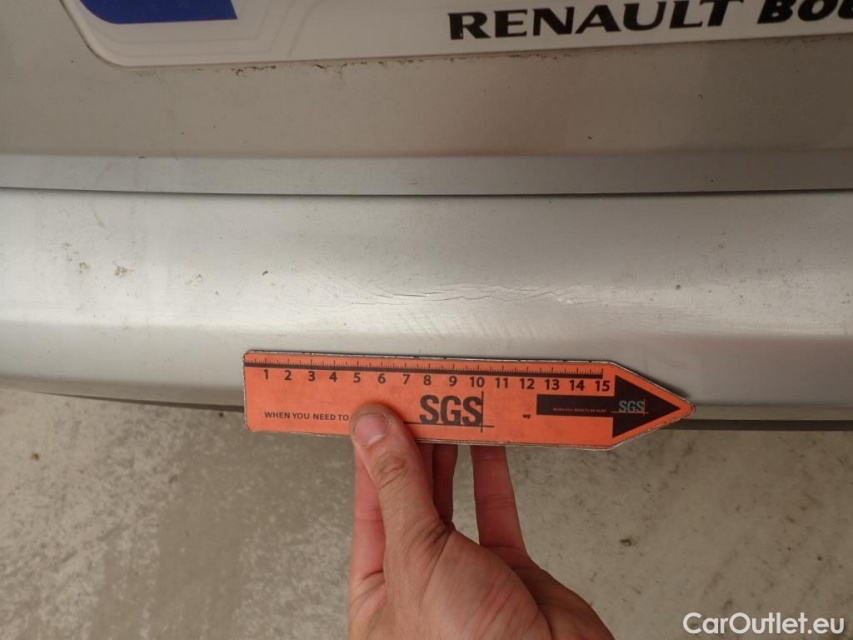 RENAULT
1 2 3 4 5 6 7 8 9 10 11 12 13 14 15
WHEN YOU NEED TO
SGS
SGS
CarOutlet.eu